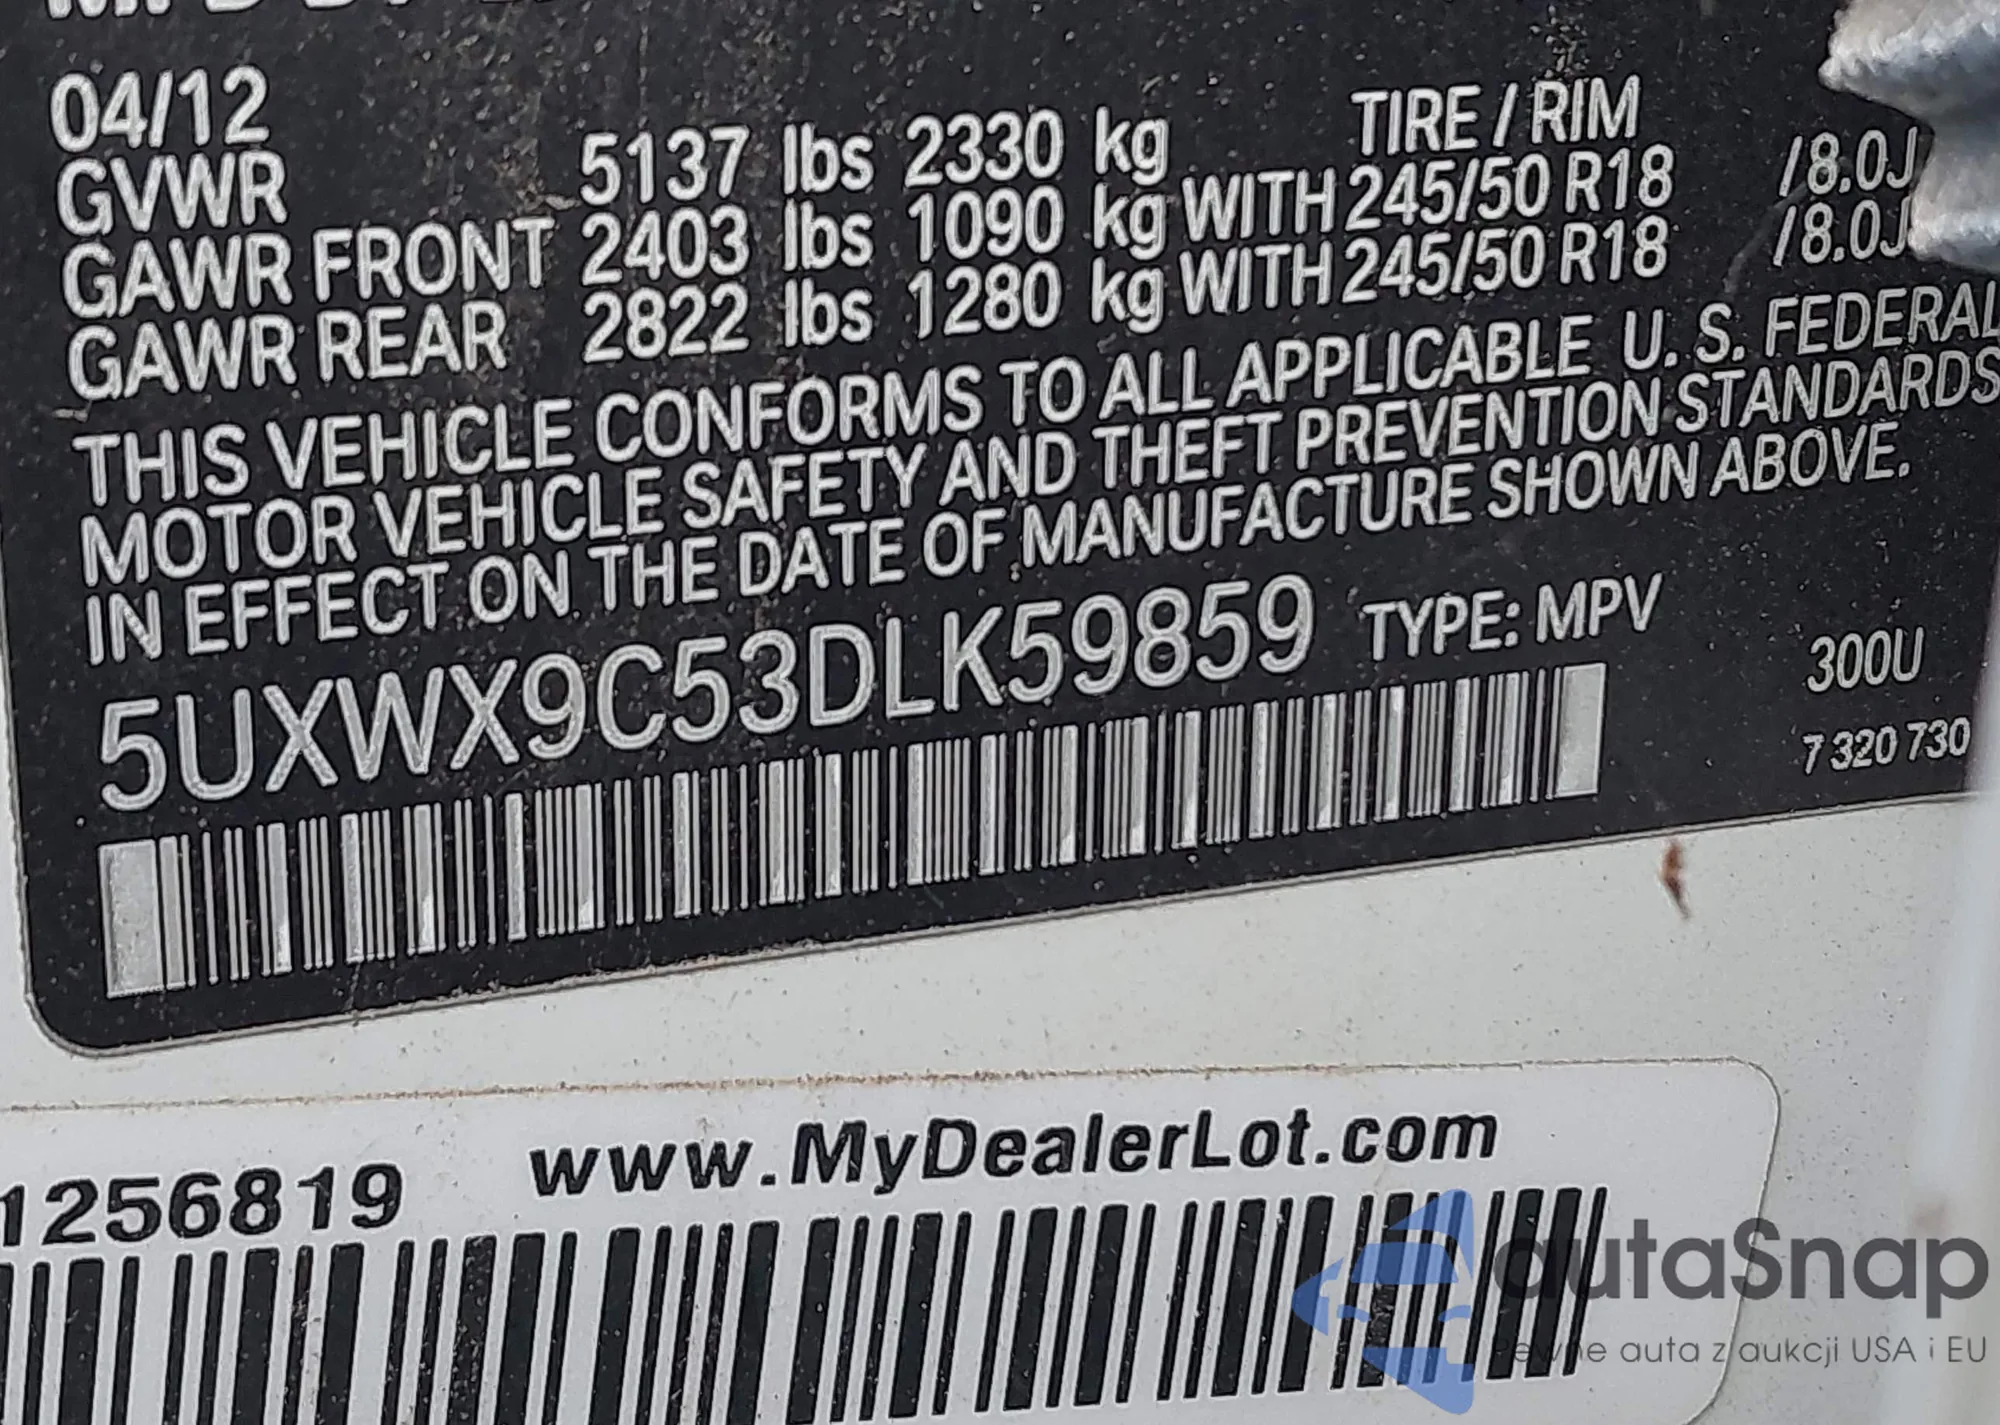 04/12
GVWR 5137 lbs 2330 kg TIRE / RIM
GAWR FRONT 2403 lbs 1090 kg WITH 245/50 R18 /8.0J
GAWR REAR 2822 lbs 1280 kg WITH 245/50 R18 /8.0J
THIS VEHICLE CONFORMS TO ALL APPLICABLE U. S. FEDERAL
MOTOR VEHICLE SAFETY AND THEFT PREVENTION STANDARDS
IN EFFECT ON THE DATE OF MANUFACTURE SHOWN ABOVE.
5UXWX9C53DLK59859 TYPE: MPV 300U
7 320 730
1256819 www.MyDealerLot.com
autaSnap
Pewne auta z aukcji USA i EU